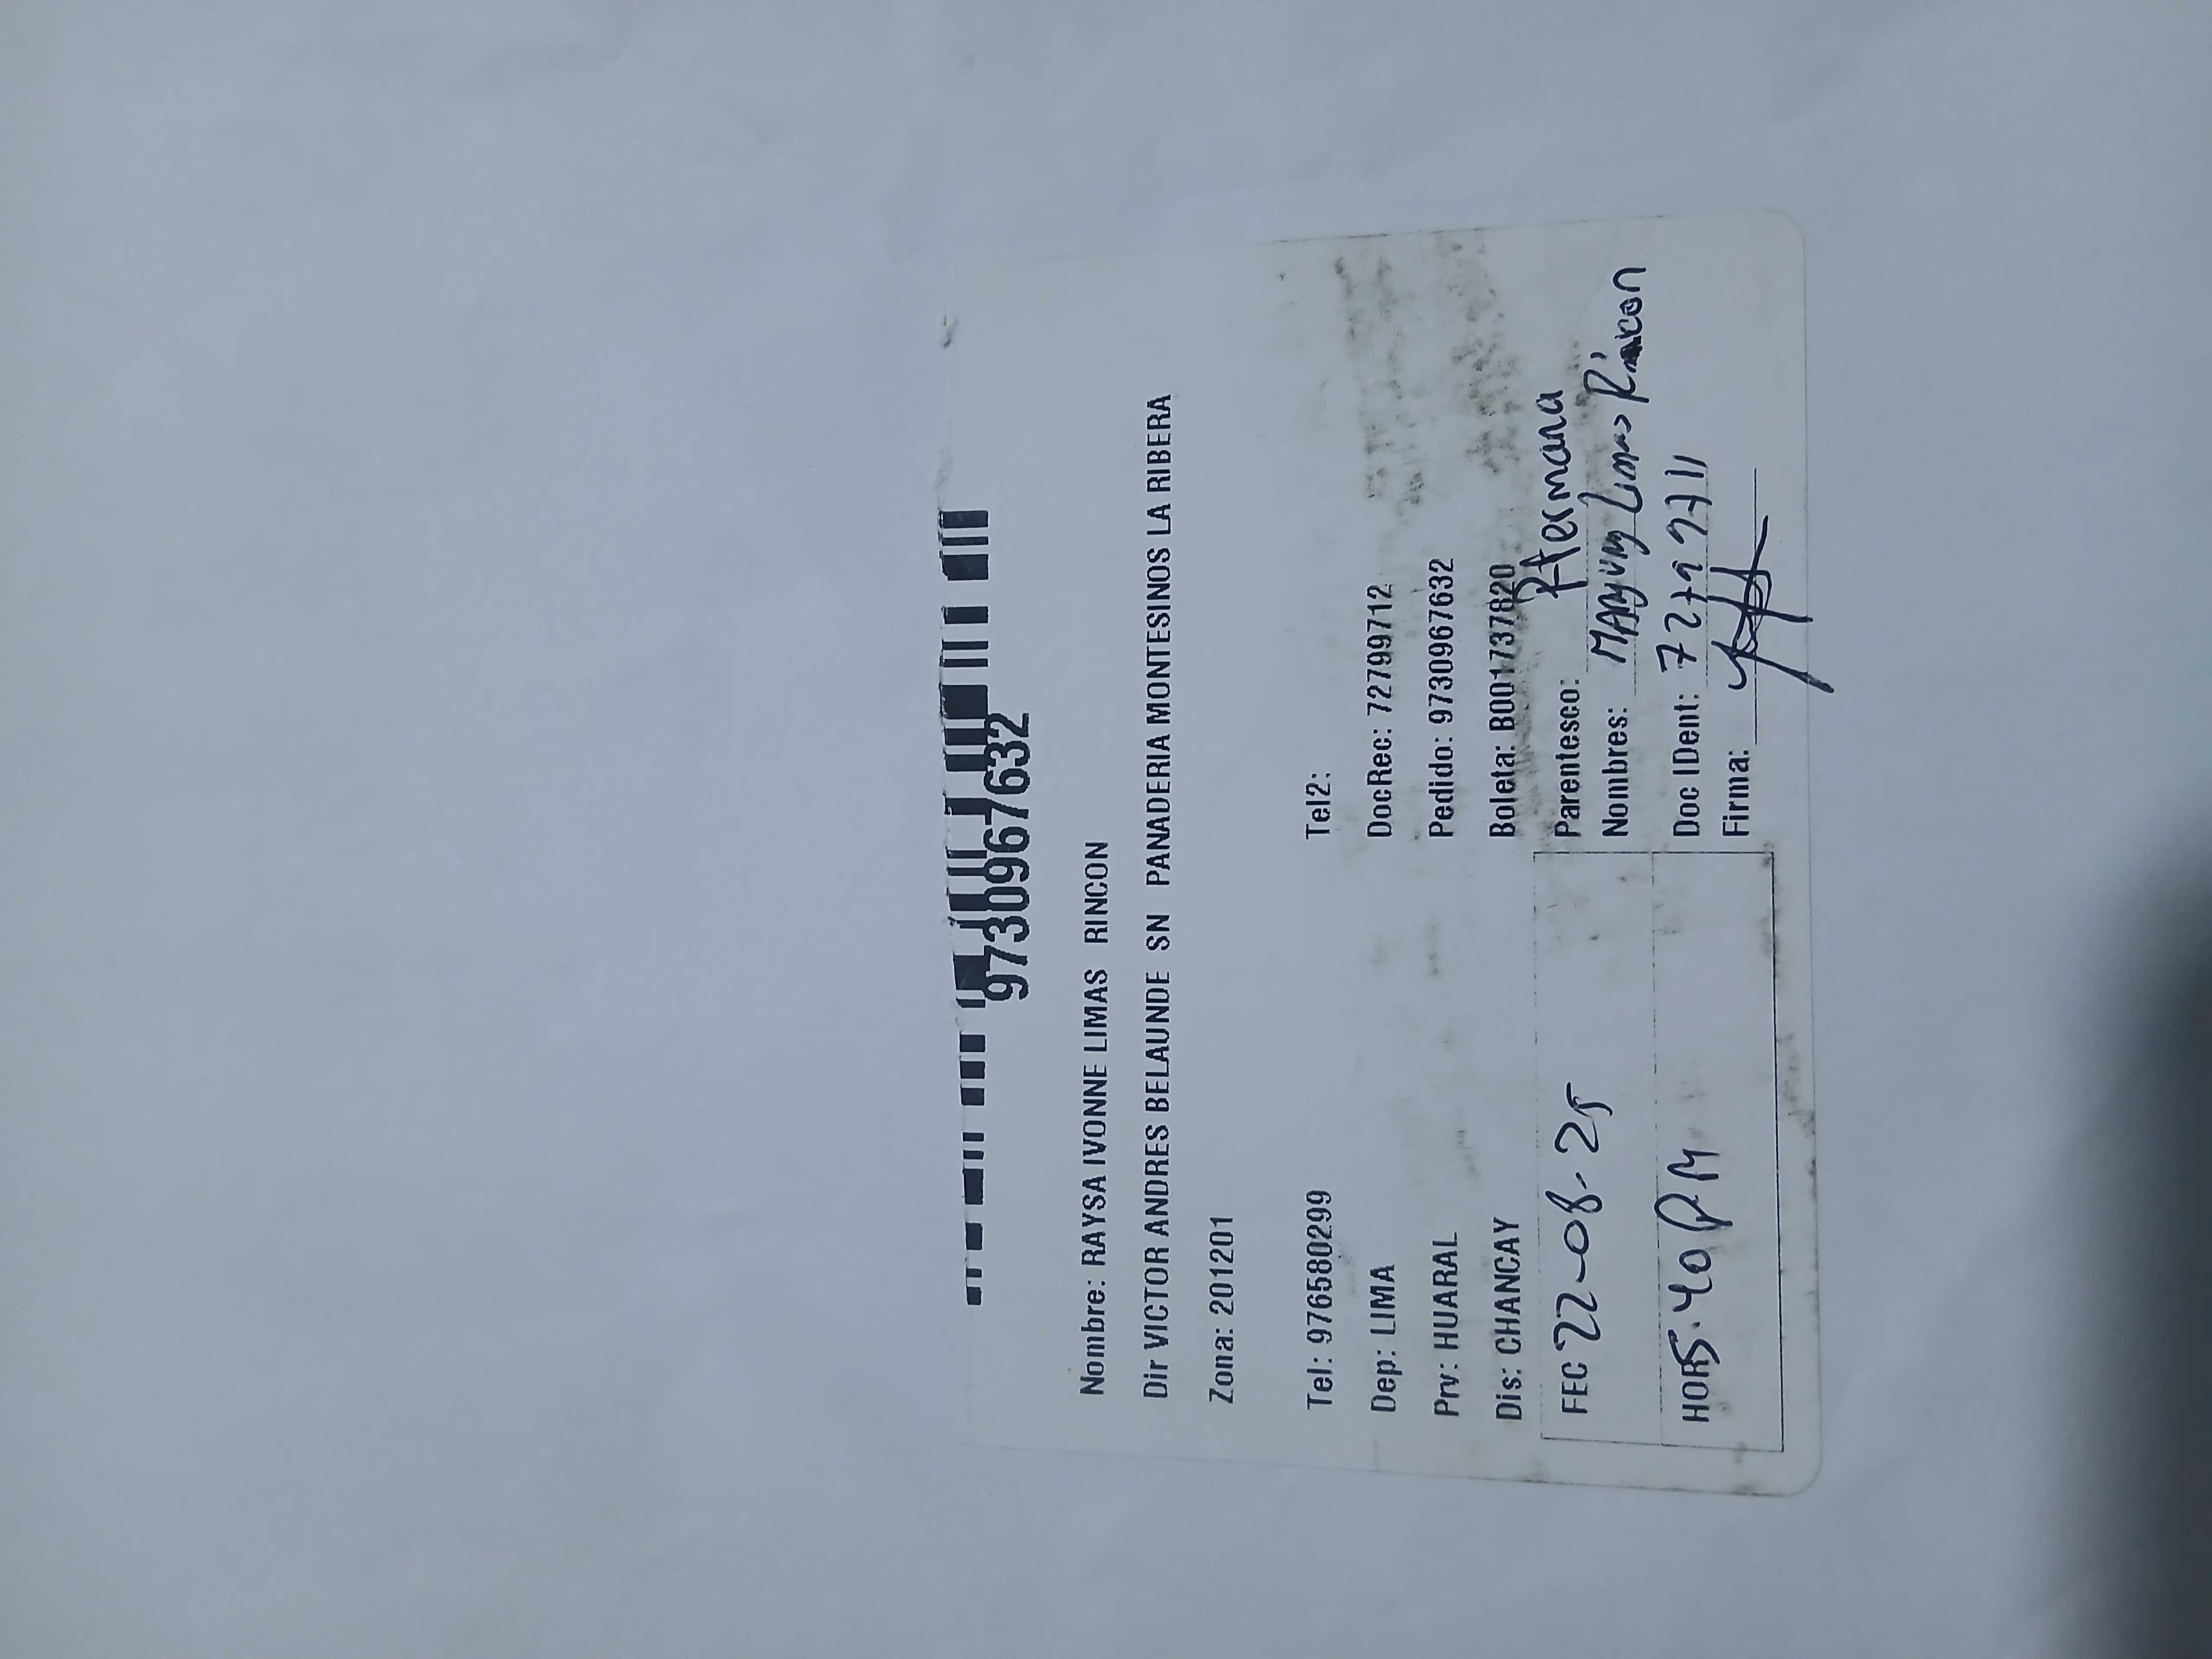 9730967632
Nombre: RAYSA IVONNE LIMAS RINCON
Dir VICTOR ANDRES BELAUNDE SN PANADERIA MONTESINOS LA RIBERA
Zona: 201201
Tel: 976580299 Tel2:
Dep: LIMA DocRec: 72799712
Prv: HUARAL Pedido: 9730967632
Dis: CHANCAY Boleta: B001737820
FEC 22-08-25 Parentesco: Hermana
Nombres: Limas Rincon
HOR 5.40 PM Doc IDent: 72799711
Firma: